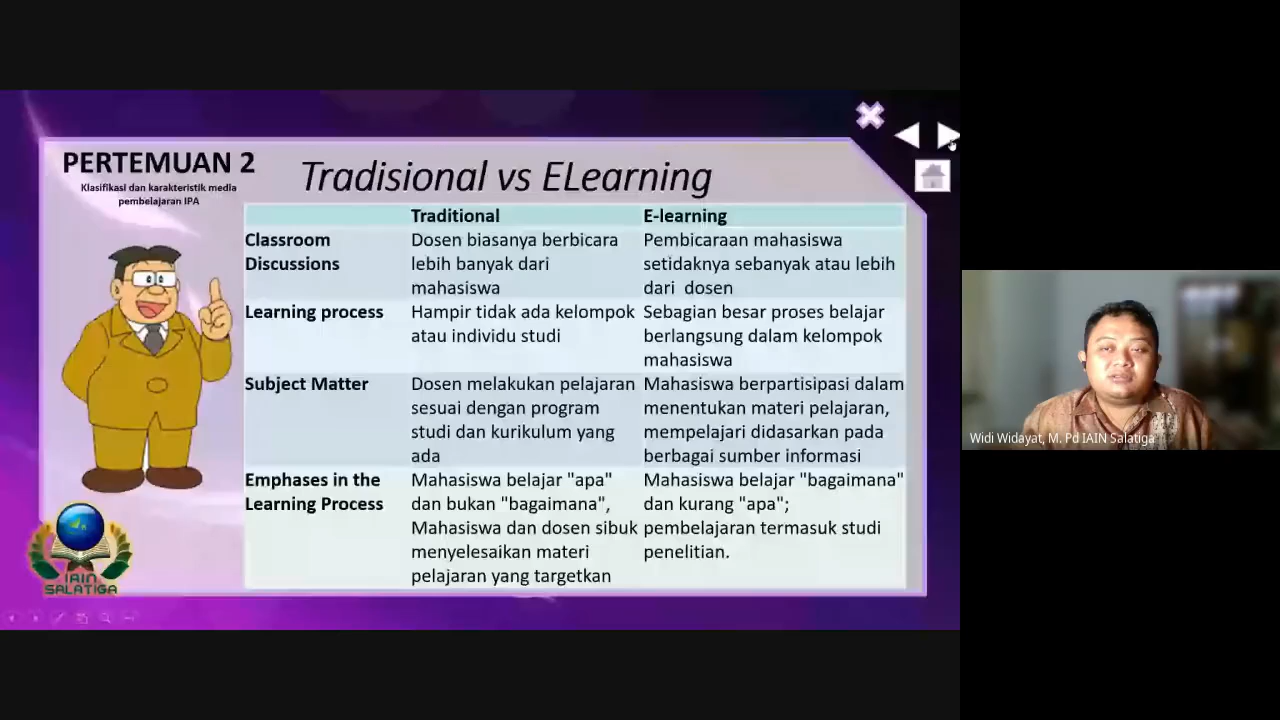 PERTEMUAN 2
Klasifikasi dan karakteristik media
pembelajaran IPA
Tradisional vs ELearning
Traditional
E-learning
Classroom
Discussions
Dosen biasanya berbicara
lebih banyak dari
mahasiswa
Pembicaraan mahasiswa
setidaknya sebanyak atau lebih
dari dosen
Learning process
Hampir tidak ada kelompok
atau individu studi
Sebagian besar proses belajar
berlangsung dalam kelompok
mahasiswa
Subject Matter
Dosen melakukan pelajaran
sesuai dengan program
studi dan kurikulum yang
ada
Mahasiswa berpartisipasi dalam
menentukan materi pelajaran,
mempelajari didasarkan pada
berbagai sumber informasi
Emphases in the
Learning Process
Mahasiswa belajar "apa"
dan bukan "bagaimana",
Mahasiswa dan dosen sibuk
menyelesaikan materi
pelajaran yang targetkan
Mahasiswa belajar "bagaimana"
dan kurang "apa";
pembelajaran termasuk studi
penelitian.
IAIN
SALATIGA
Widi Widayat, M. Pd IAIN Salatiga